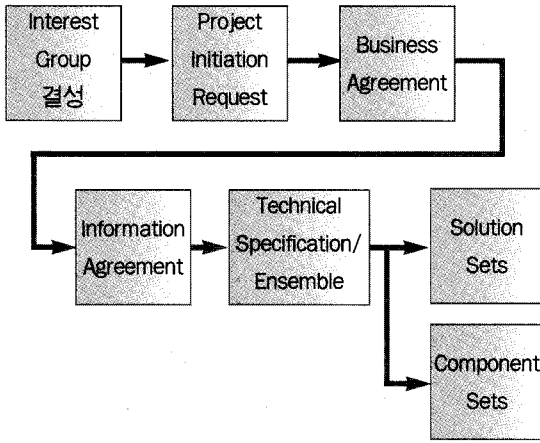 Interest
Group
결성
Project
Initiation
Request
Business
Agreement
Information
Agreement
Technical
Specification/
Ensemble
Solution
Sets
Component
Sets